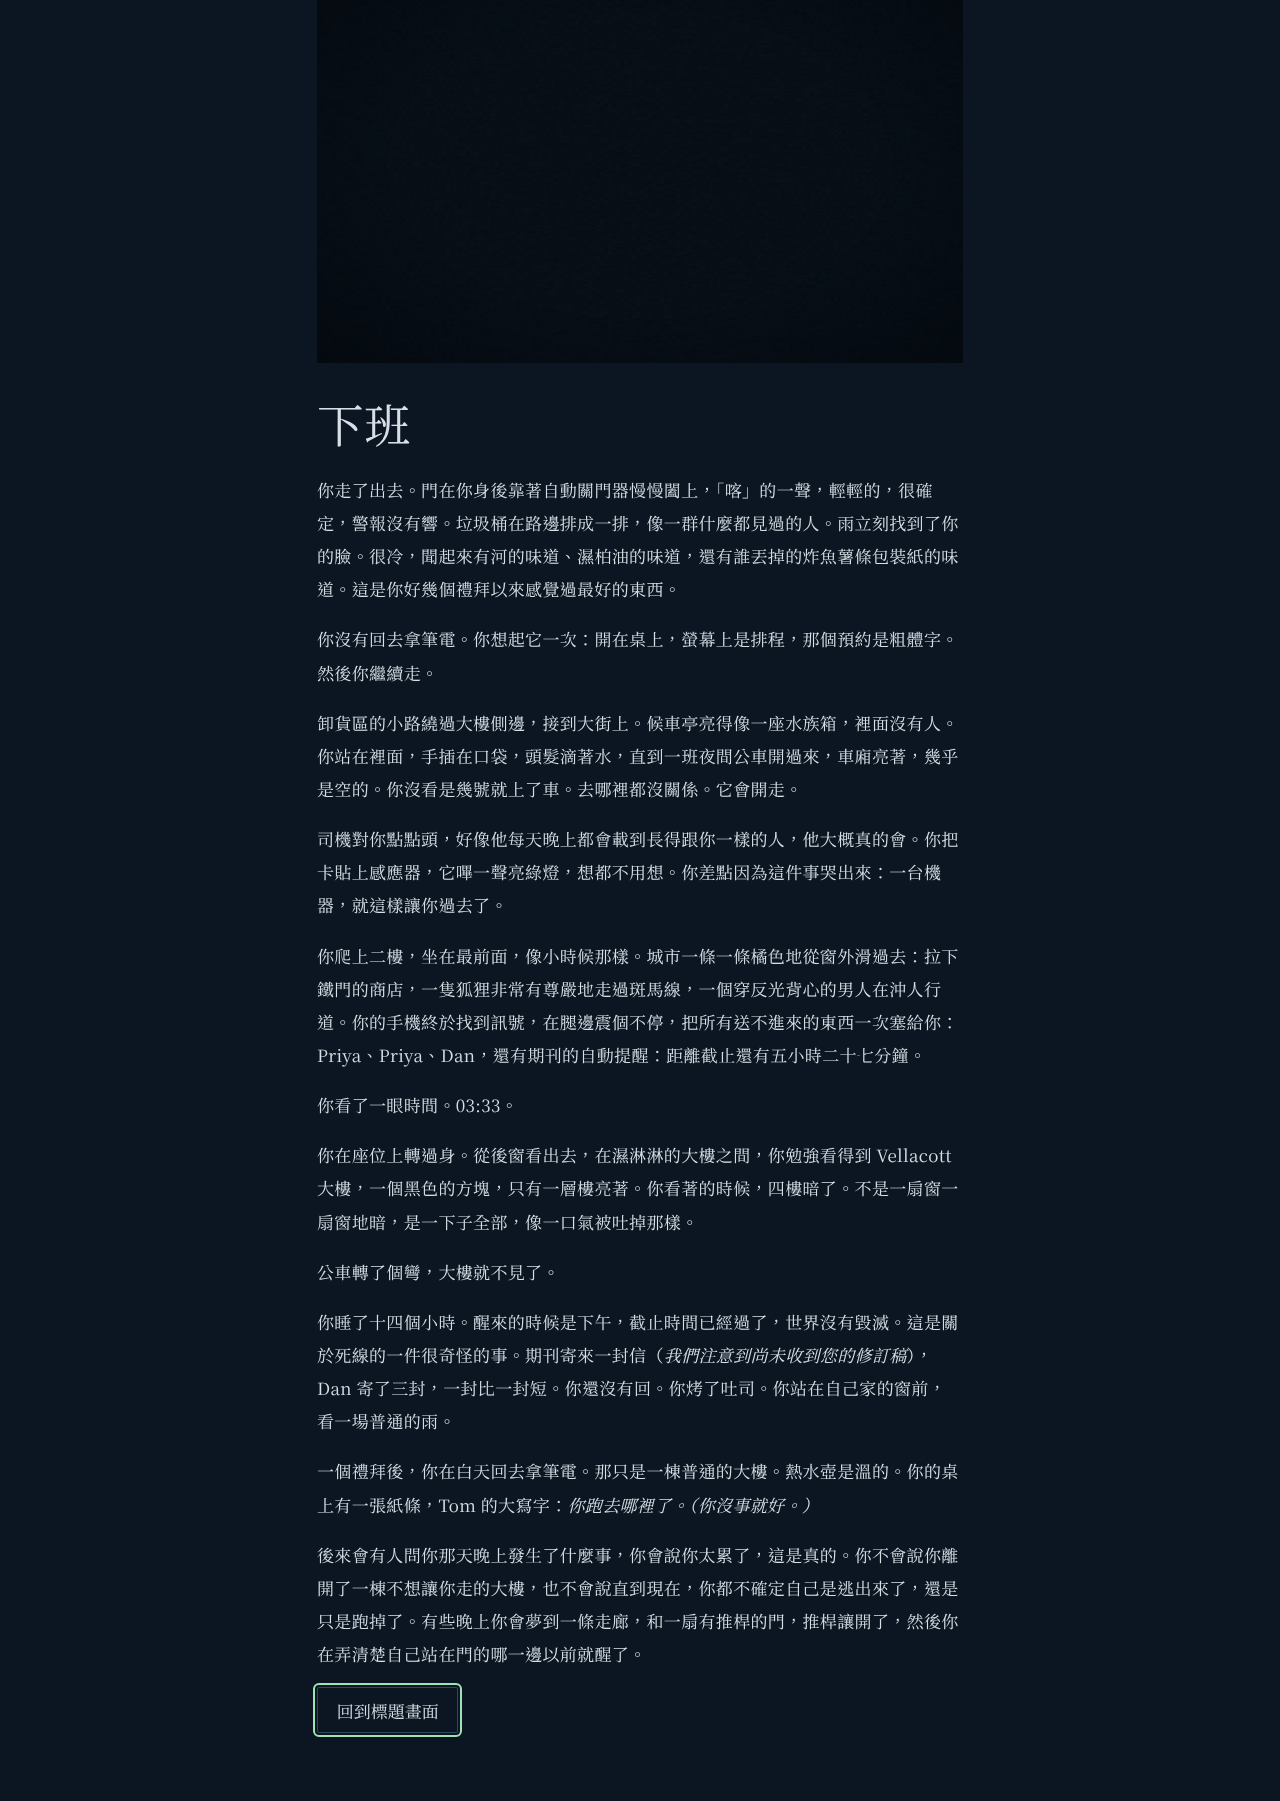 下班
你走了出去。門在你身後靠著自動關門器慢慢闔上，「喀」的一聲，輕輕的，很確
定，警報沒有響。垃圾桶在路邊排成一排，像一群什麼都見過的人。雨立刻找到了你
的臉。很冷，聞起來有河的味道、濕柏油的味道，還有誰丟掉的炸魚薯條包裝紙的味
道。這是你好幾個禮拜以來感覺過最好的東西。
你沒有回去拿筆電。你想起它一次：開在桌上，螢幕上是排程，那個預約是粗體字。
然後你繼續走。
卸貨區的小路繞過大樓側邊，接到大街上。候車亭亮得像一座水族箱，裡面沒有人。
你站在裡面，手插在口袋，頭髮滴著水，直到一班夜間公車開過來，車廂亮著，幾乎
是空的。你沒看是幾號就上了車。去哪裡都沒關係。它會開走。
司機對你點點頭，好像他每天晚上都會載到長得跟你一樣的人，他大概真的會。你把
卡貼上感應器，它嗶一聲亮綠燈，想都不用想。你差點因為這件事哭出來：一台機
器，就這樣讓你過去了。
你爬上二樓，坐在最前面，像小時候那樣。城市一條一條橘色地從窗外滑過去：拉下
鐵門的商店，一隻狐狸非常有尊嚴地走過斑馬線，一個穿反光背心的男人在沖人行
道。你的手機終於找到訊號，在腿邊震個不停，把所有送不進來的東西一次塞給你：
Priya、Priya、Dan，還有期刊的自動提醒：距離截止還有五小時二十七分鐘。
你看了一眼時間。03:33。
你在座位上轉過身。從後窗看出去，在濕淋淋的大樓之間，你勉強看得到 Vellacott
大樓，一個黑色的方塊，只有一層樓亮著。你看著的時候，四樓暗了。不是一扇窗一
扇窗地暗，是一下子全部，像一口氣被吐掉那樣。
公車轉了個彎，大樓就不見了。
你睡了十四個小時。醒來的時候是下午，截止時間已經過了，世界沒有毀滅。這是關
於死線的一件很奇怪的事。期刊寄來一封信（我們注意到尚未收到您的修訂稿），
Dan 寄了三封，一封比一封短。你還沒有回。你烤了吐司。你站在自己家的窗前，
看一場普通的雨。
一個禮拜後，你在白天回去拿筆電。那只是一棟普通的大樓。熱水壺是溫的。你的桌
上有一張紙條，Tom 的大寫字：你跑去哪裡了。（你沒事就好。）
後來會有人問你那天晚上發生了什麼事，你會說你太累了，這是真的。你不會說你離
開了一棟不想讓你走的大樓，也不會說直到現在，你都不確定自己是逃出來了，還是
只是跑掉了。有些晚上你會夢到一條走廊，和一扇有推桿的門，推桿讓開了，然後你
在弄清楚自己站在門的哪一邊以前就醒了。
回到標題畫面